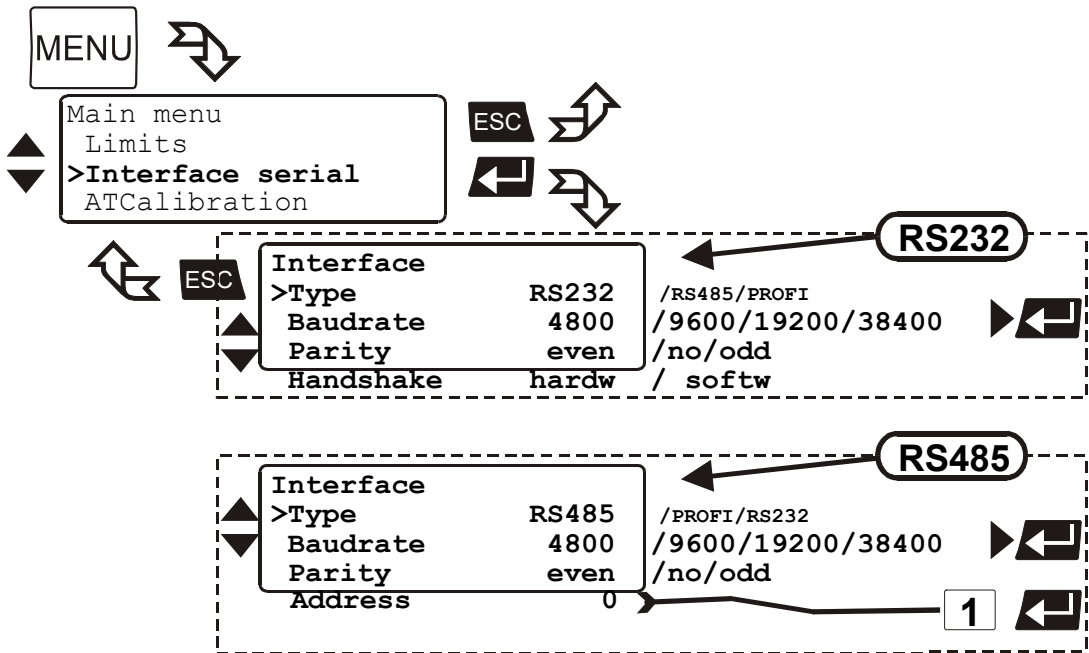 MENU
Main menu
Limits
>Interface serial
ATCalibration
ESC
ESC
RS232
Interface
>Type RS232 /RS485/PROFI
Baudrate 4800 /9600/19200/38400
Parity even /no/odd
Handshake hardw / softw
RS485
Interface
>Type RS485 /PROFI/RS232
Baudrate 4800 /9600/19200/38400
Parity even /no/odd
Address 0
1